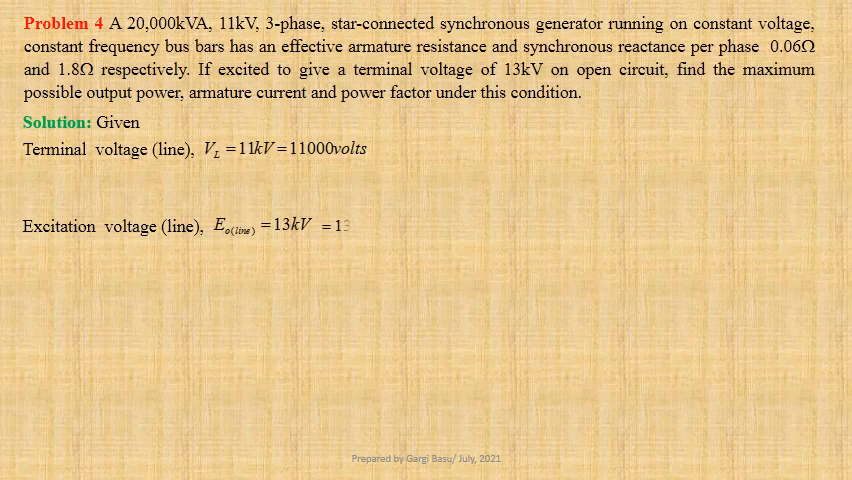 Problem 4 A 20,000kVA, 11kV, 3-phase, star-connected synchronous generator running on constant voltage,
constant frequency bus bars has an effective armature resistance and synchronous reactance per phase 0.06Ω
and 1.8Ω respectively. If excited to give a terminal voltage of 13kV on open circuit, find the maximum
possible output power, armature current and power factor under this condition.
Solution: Given
Terminal voltage (line), V_L = 11kV = 11000volts
Excitation voltage (line), E_o(line) = 13kV = 13
Prepared by Gargi Basu/ July, 2021